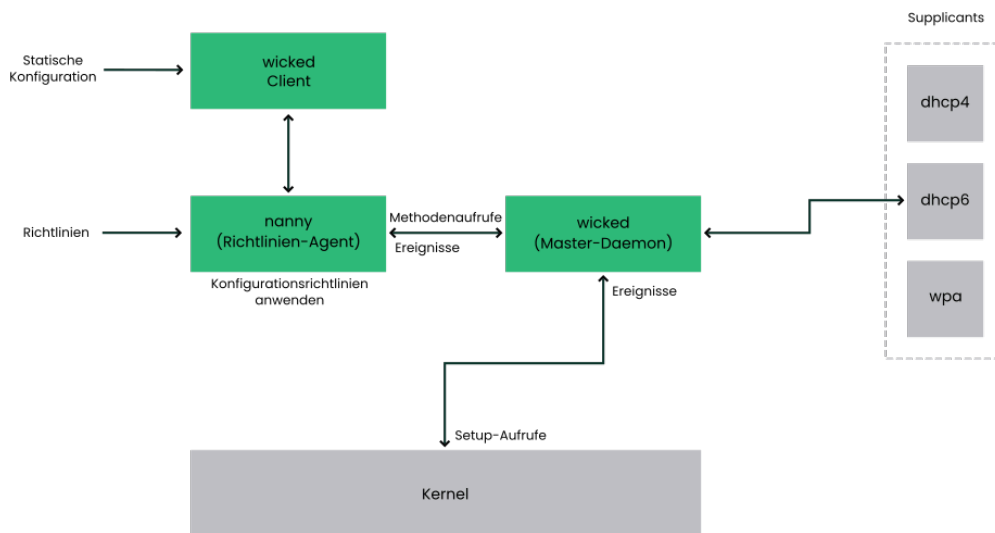 Supplicants
Statische
Konfiguration
wicked
Client
dhcp4
Richtlinien
nanny
(Richtlinien-Agent)
Methodenaufrufe
Ereignisse
wicked
(Master-Daemon)
dhcp6
Konfigurationsrichtlinien
anwenden
Ereignisse
wpa
Setup-Aufrufe
Kernel